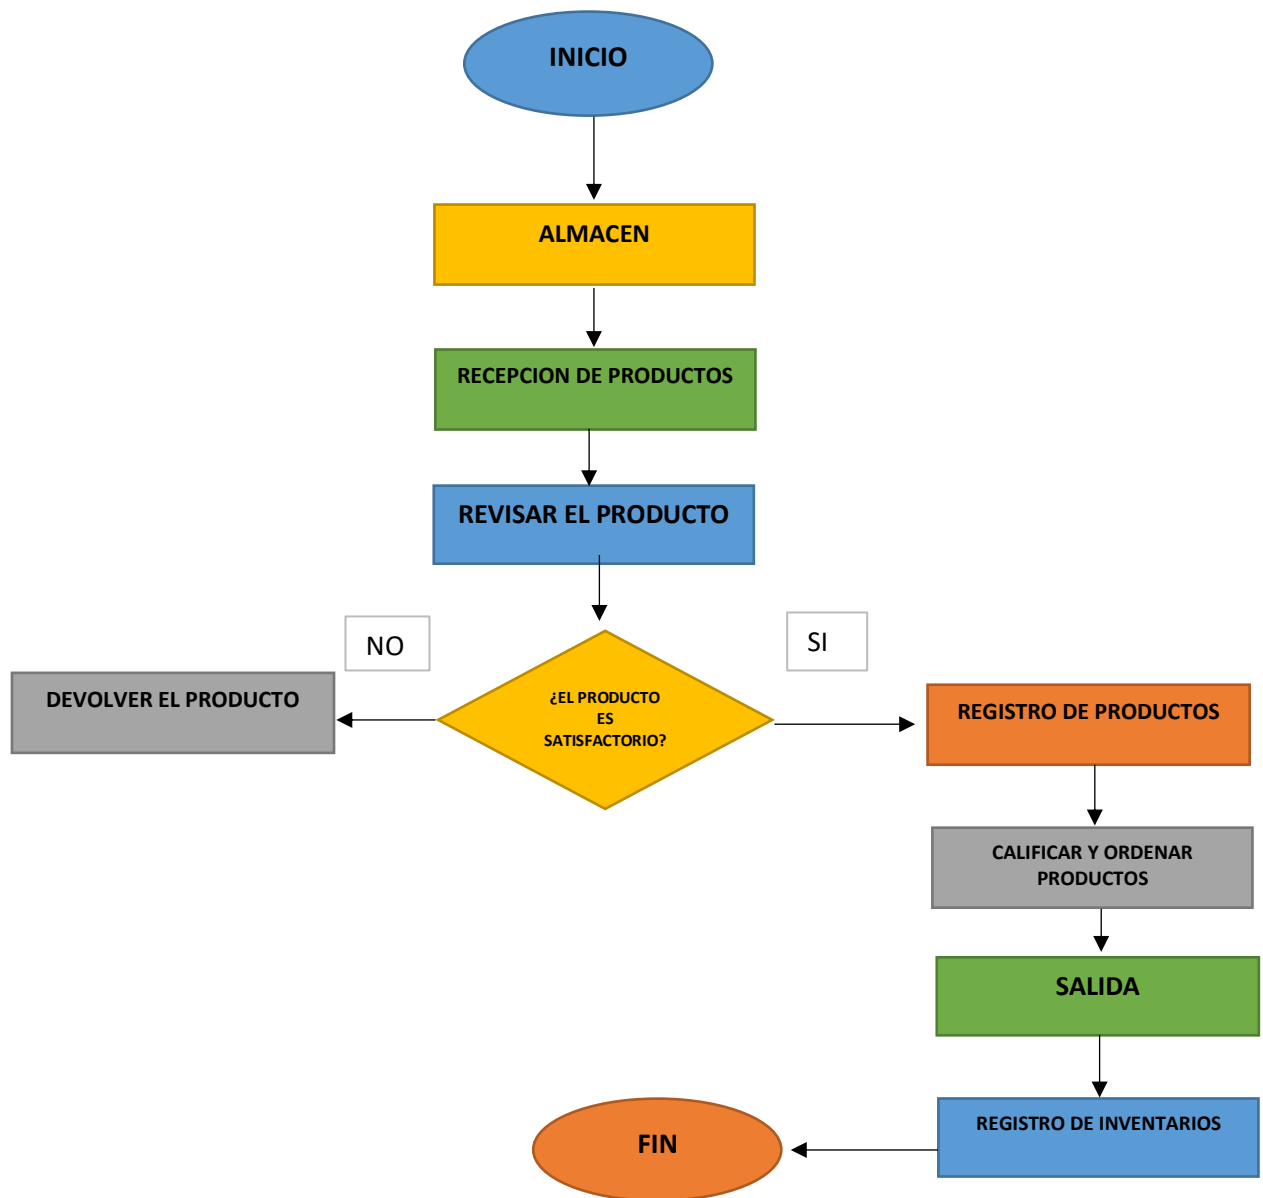 INICIO
ALMACEN
RECEPCION DE PRODUCTOS
REVISAR EL PRODUCTO
NO
SI
DEVOLVER EL PRODUCTO
¿EL PRODUCTO
ES
SATISFACTORIO?
REGISTRO DE PRODUCTOS
CALIFICAR Y ORDENAR
PRODUCTOS
SALIDA
REGISTRO DE INVENTARIOS
FIN